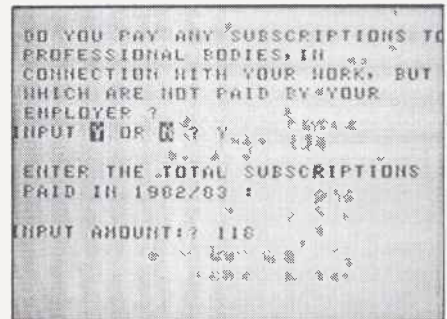 DO YOU PAY ANY SUBSCRIPTIONS TO
PROFESSIONAL BODIES, IN
CONNECTION WITH YOUR WORK, BUT
WHICH ARE NOT PAID BY YOUR
EMPLOYER ?
INPUT Y OR N ? Y
ENTER THE TOTAL SUBSCRIPTIONS
PAID IN 1982/83 :
INPUT AMOUNT:? 118